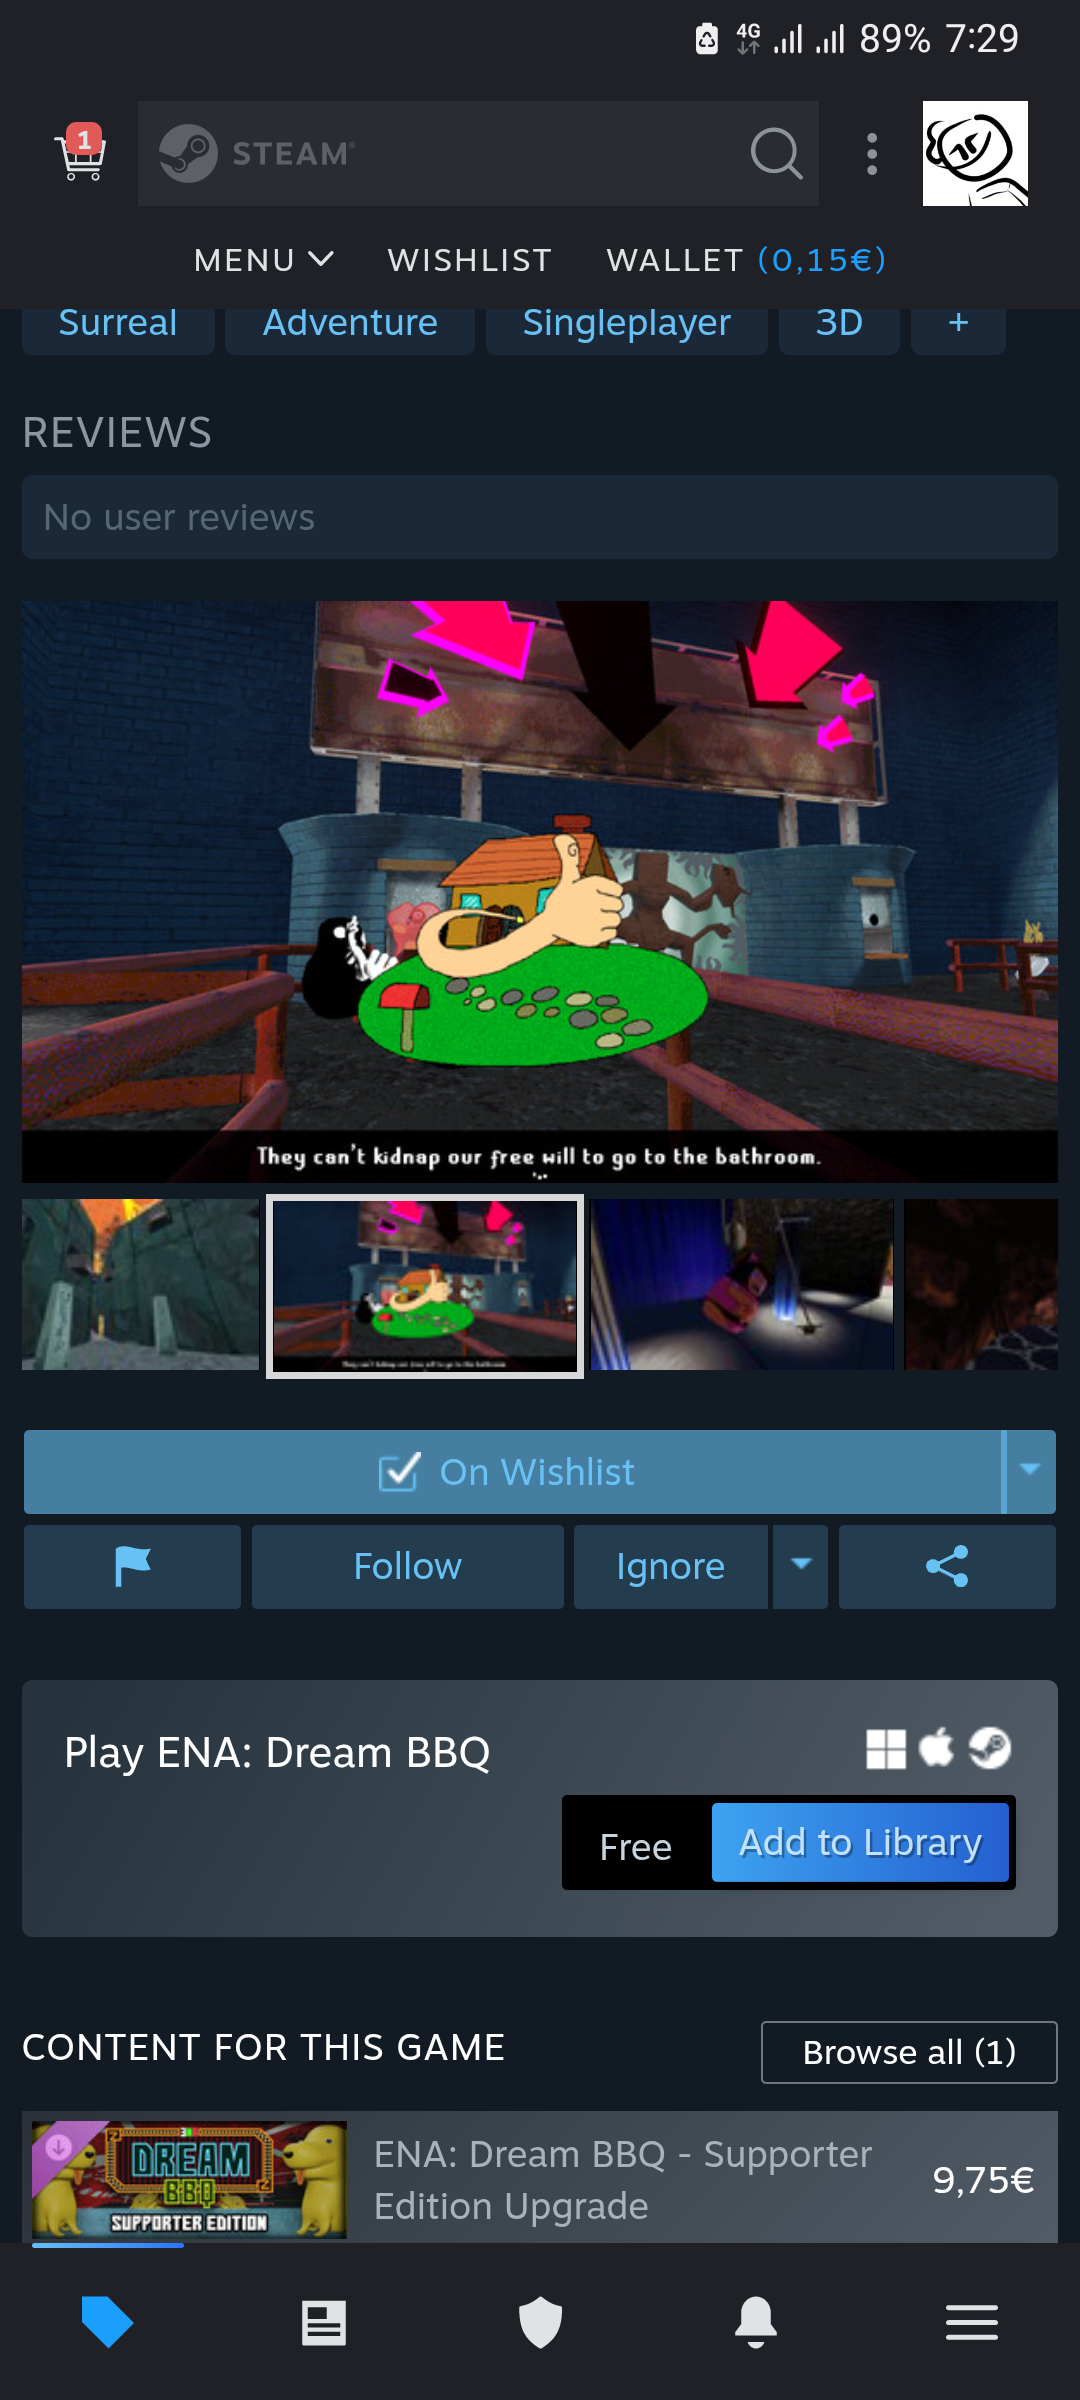 4G 89% 7:29
1
STEAM
MENU WISHLIST WALLET (0,15€)
Surreal Adventure Singleplayer 3D +
REVIEWS
No user reviews
They can't kidnap our free will to go to the bathroom.
On Wishlist
Follow Ignore
Play ENA: Dream BBQ
Free Add to Library
CONTENT FOR THIS GAME Browse all (1)
DREAM
BBQ
SUPPORTER EDITION
ENA: Dream BBQ - Supporter
Edition Upgrade
9,75€